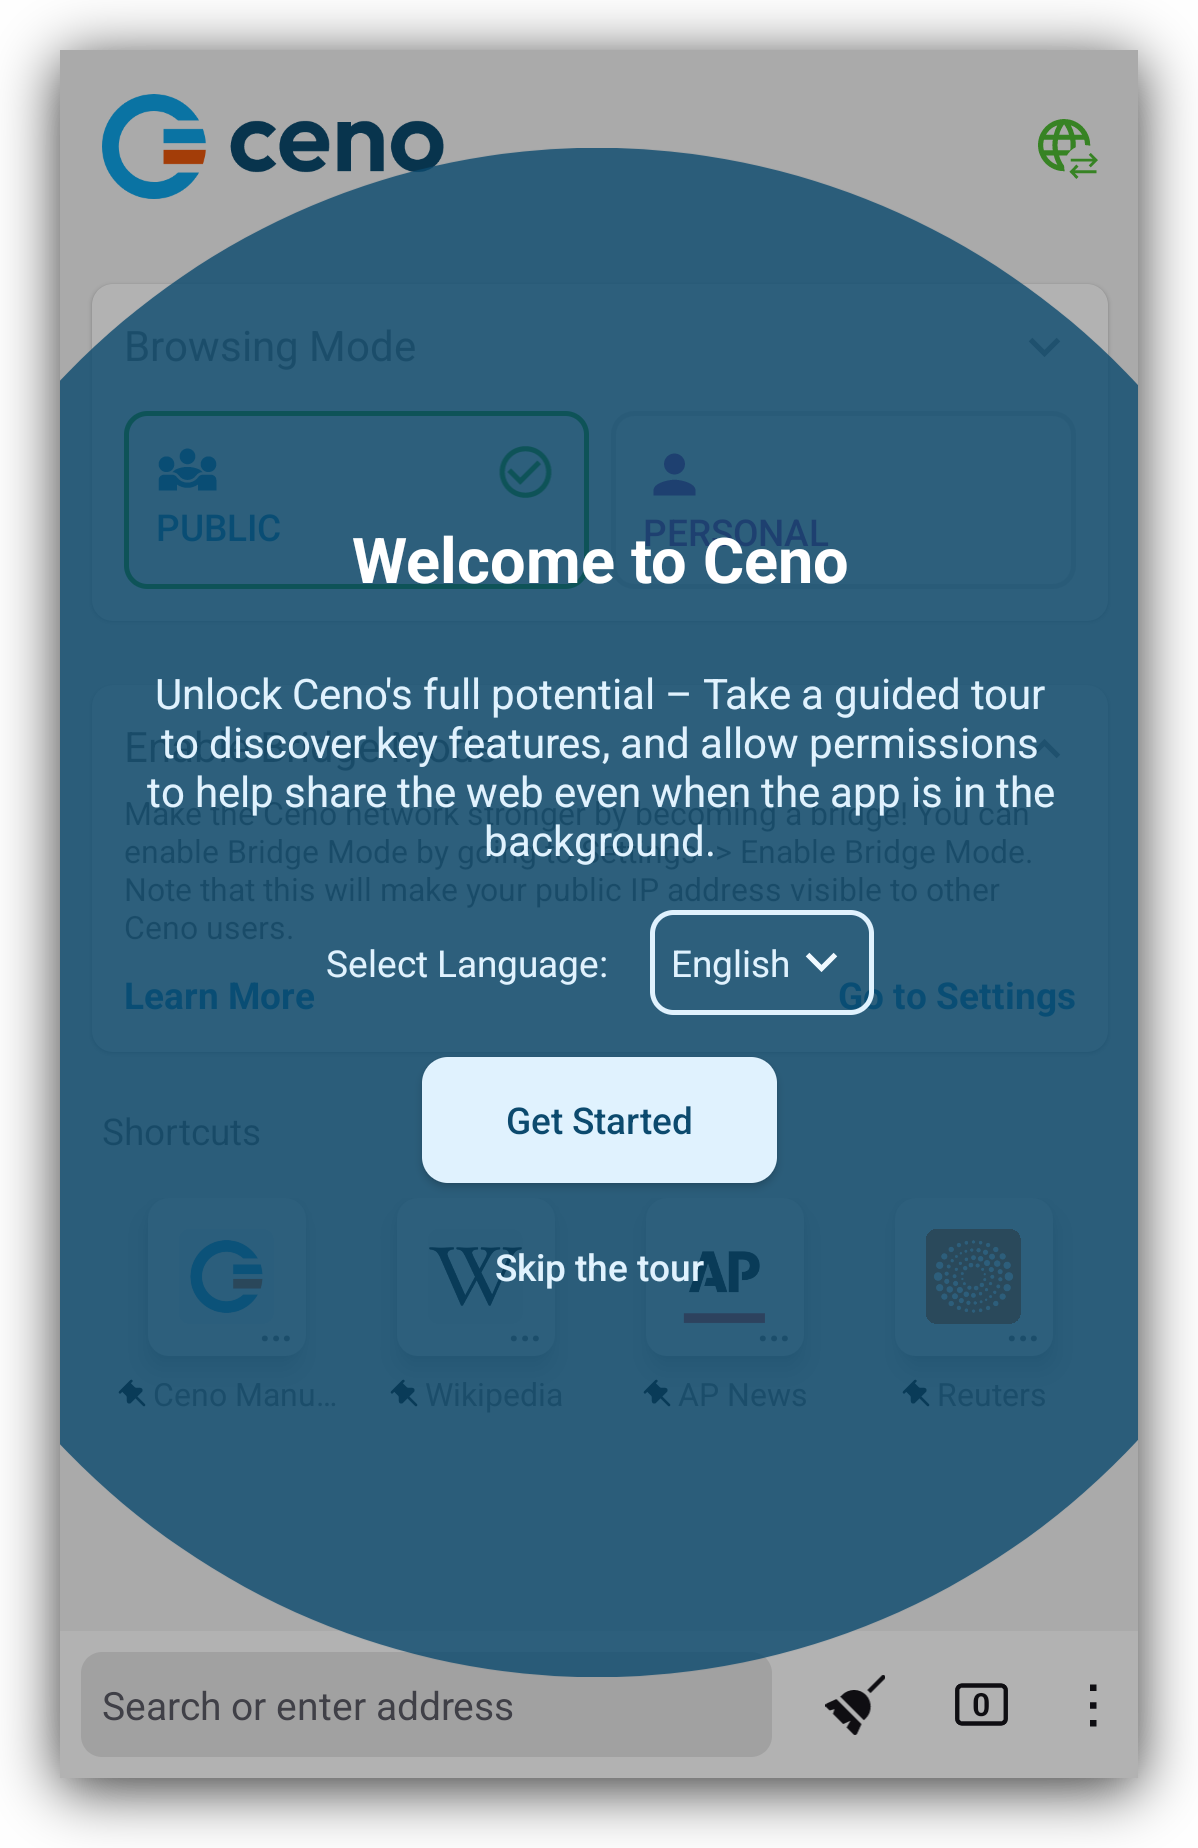 ceno
Browsing Mode
PUBLIC
PERSONAL
Welcome to Ceno
Unlock Ceno's full potential – Take a guided tour
to discover key features, and allow permissions
to help share the web even when the app is in the
background.
Enable Bridge Mode
Make the Ceno network stronger by becoming a bridge! You can
enable Bridge Mode by going to Settings -> Enable Bridge Mode.
Note that this will make your public IP address visible to other
Ceno users.
Select Language:
English
Learn More
Go to Settings
Get Started
Shortcuts
Skip the tour
W
AP
Ceno Manu...
Wikipedia
AP News
Reuters
Search or enter address
0